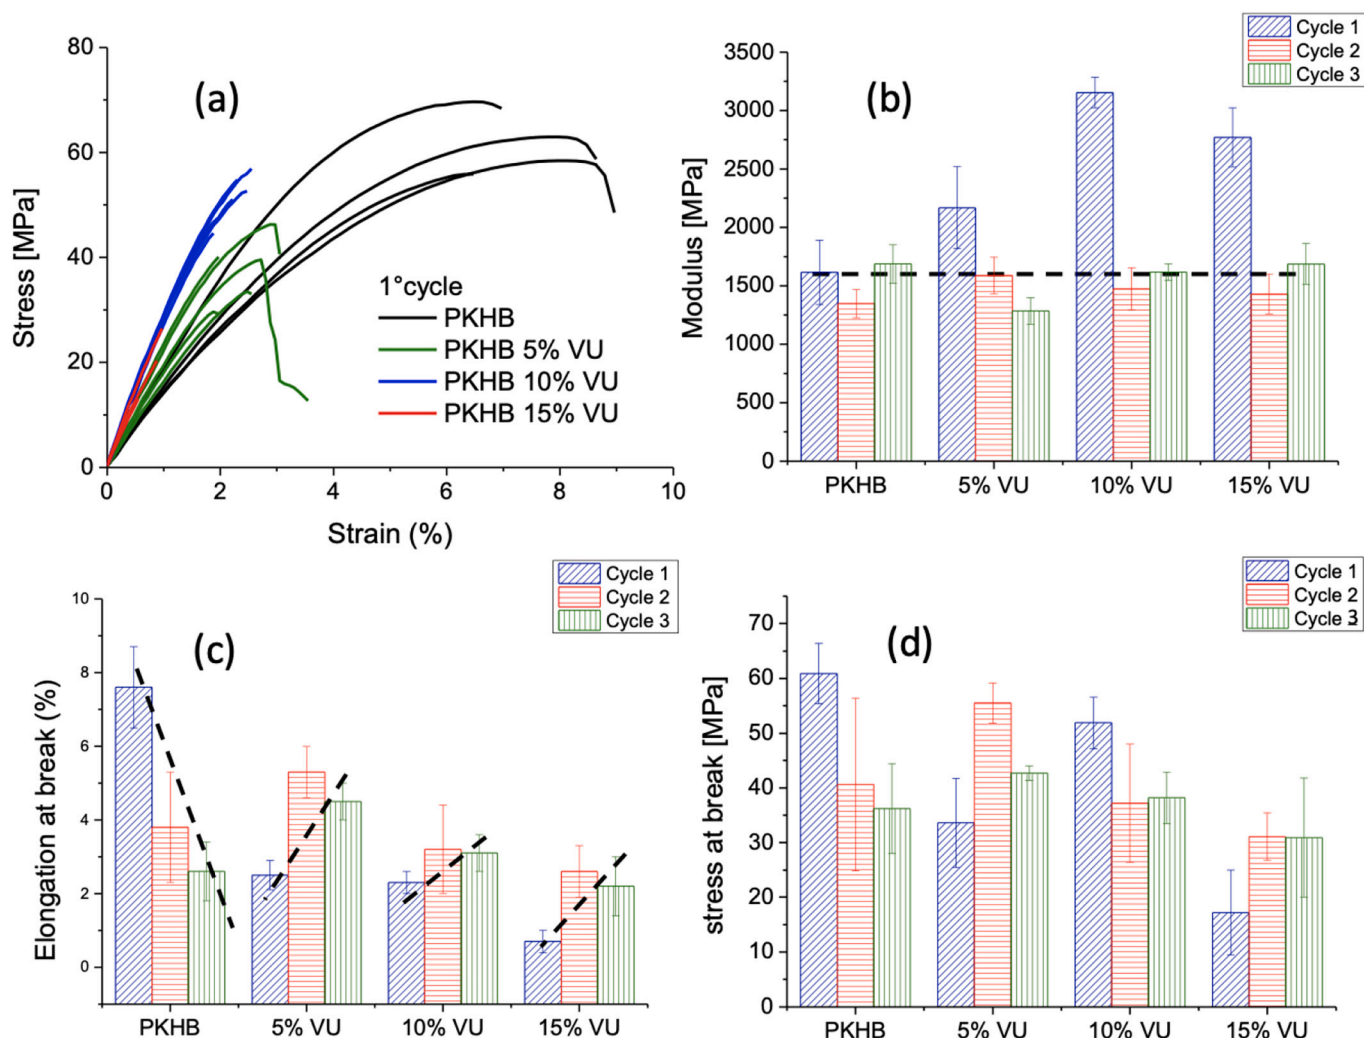 (a)
Stress [MPa]
80
60
40
20
0
1°cycle
PKHB
PKHB 5% VU
PKHB 10% VU
PKHB 15% VU
0 2 4 6 8 10
Strain (%)
Cycle 1
Cycle 2
Cycle 3
(b)
Modulus [MPa]
3500
3000
2500
2000
1500
1000
500
0
PKHB 5% VU 10% VU 15% VU
Cycle 1
Cycle 2
Cycle 3
(c)
Elongation at break (%)
10
8
6
4
2
0
PKHB 5% VU 10% VU 15% VU
Cycle 1
Cycle 2
Cycle 3
(d)
stress at break [MPa]
70
60
50
40
30
20
10
0
PKHB 5% VU 10% VU 15% VU